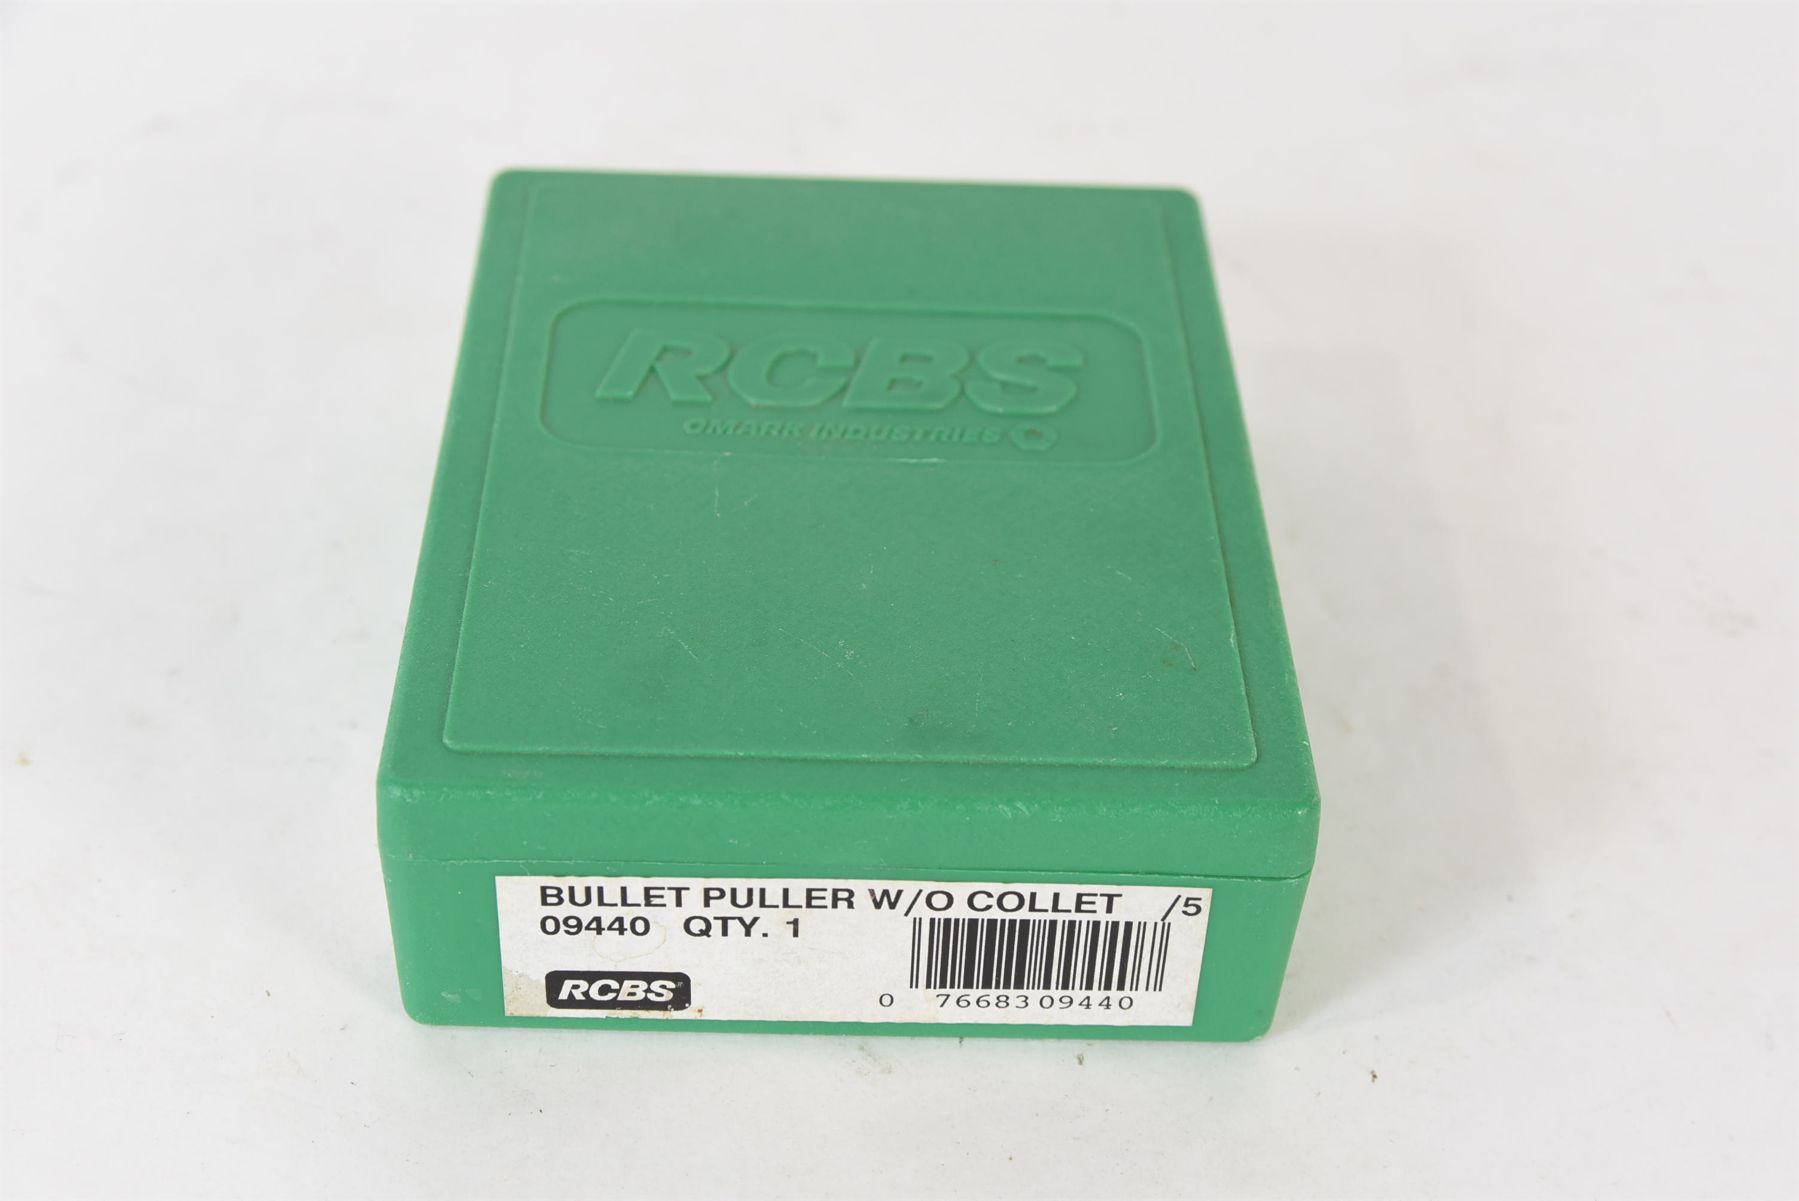 RCBS
OMARK INDUSTRIES
BULLET PULLER W/O COLLET /5
09440 QTY. 1
RCBS
0 76683 09440